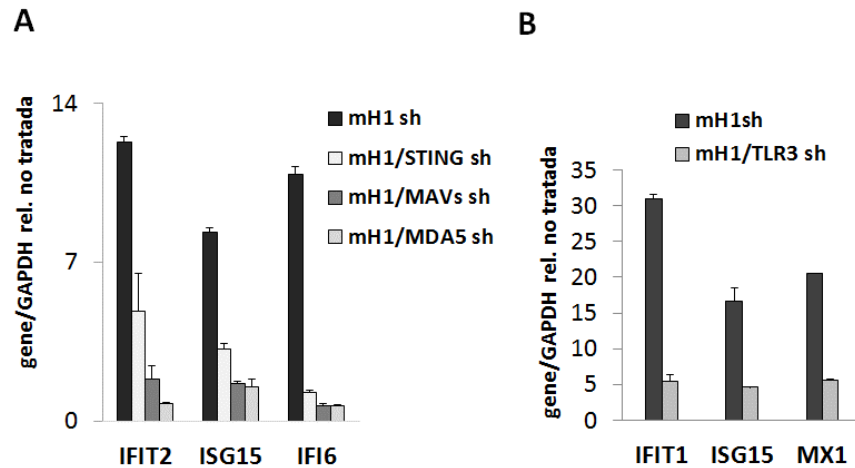 A
gene/GAPDH rel. no tratada
14
7
0
mH1 sh
mH1/STING sh
mH1/MAVs sh
mH1/MDA5 sh
IFIT2 ISG15 IFI6
B
gene/GAPDH rel. no tratada
mH1sh
mH1/TLR3 sh
35
30
25
20
15
10
5
0
IFIT1 ISG15 MX1